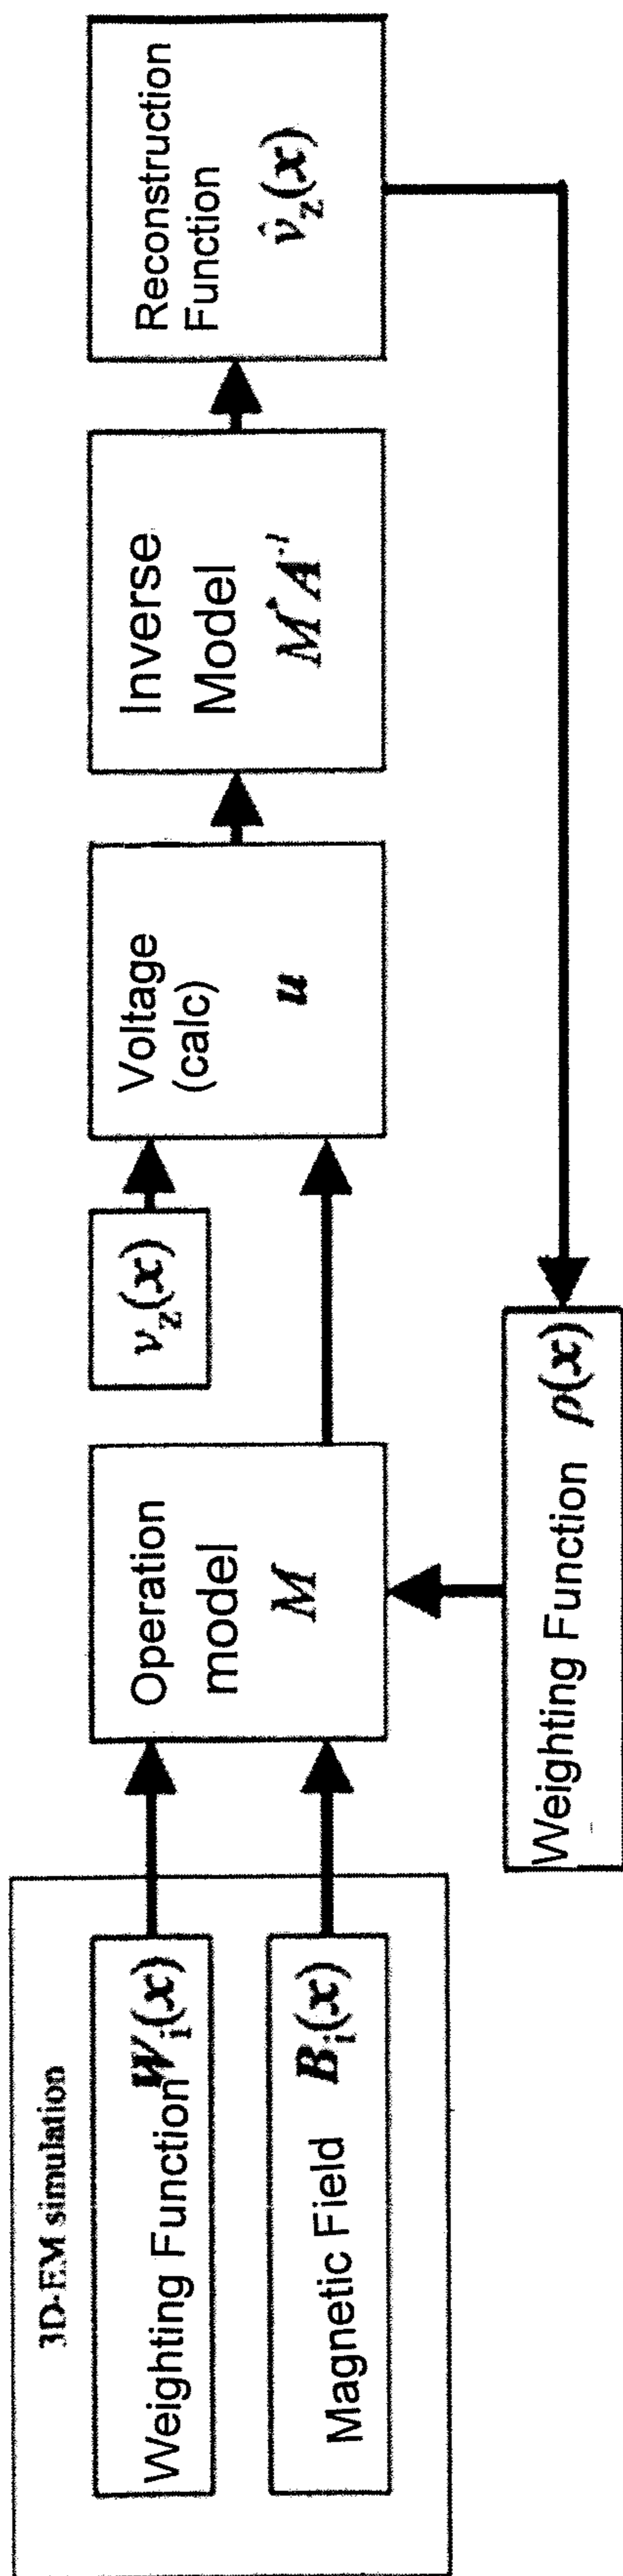 3D-EM simulation
Weighting Function W_i(x)
Magnetic Field B_i(x)
Operation
model
M
ν_z(x)
Voltage
(calc)
u
Inverse
Model
M*A⁻¹
Reconstruction
Function
ν̂_z(x)
Weighting Function ρ(x)